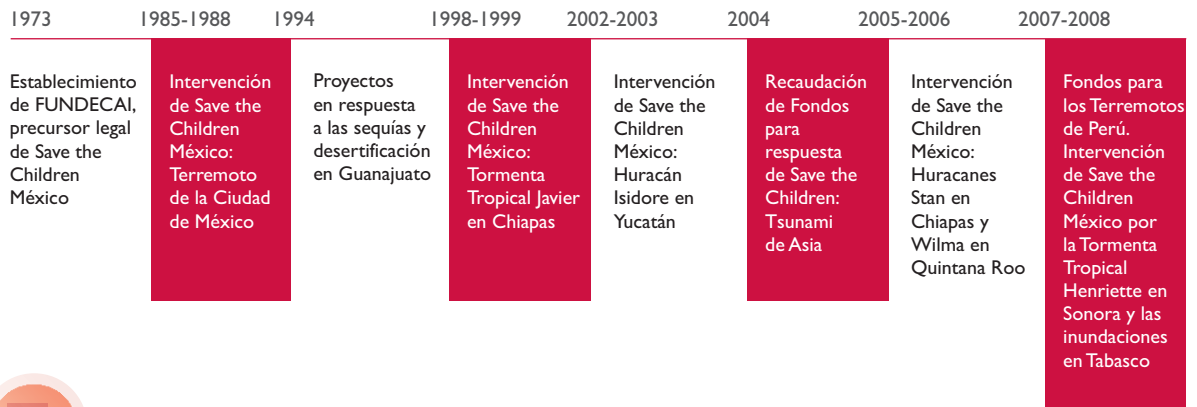 1973
1985-1988
1994
1998-1999
2002-2003
2004
2005-2006
2007-2008
Establecimiento
de FUNDECAI,
precursor legal
de Save the
Children
México
Intervención
de Save the
Children
México:
Terremoto
de la Ciudad
de México
Proyectos
en respuesta
a las sequías y
desertificación
en Guanajuato
Intervención
de Save the
Children
México:
Tormenta
Tropical Javier
en Chiapas
Intervención
de Save the
Children
México:
Huracán
Isidore en
Yucatán
Recaudación
de Fondos
para
respuesta
de Save the
Children:
Tsunami
de Asia
Intervención
de Save the
Children
México:
Huracanes
Stan en
Chiapas y
Wilma en
Quintana Roo
Fondos para
los Terremotos
de Perú.
Intervención
de Save the
Children
México por
la Tormenta
Tropical
Henriette en
Sonora y las
inundaciones
en Tabasco